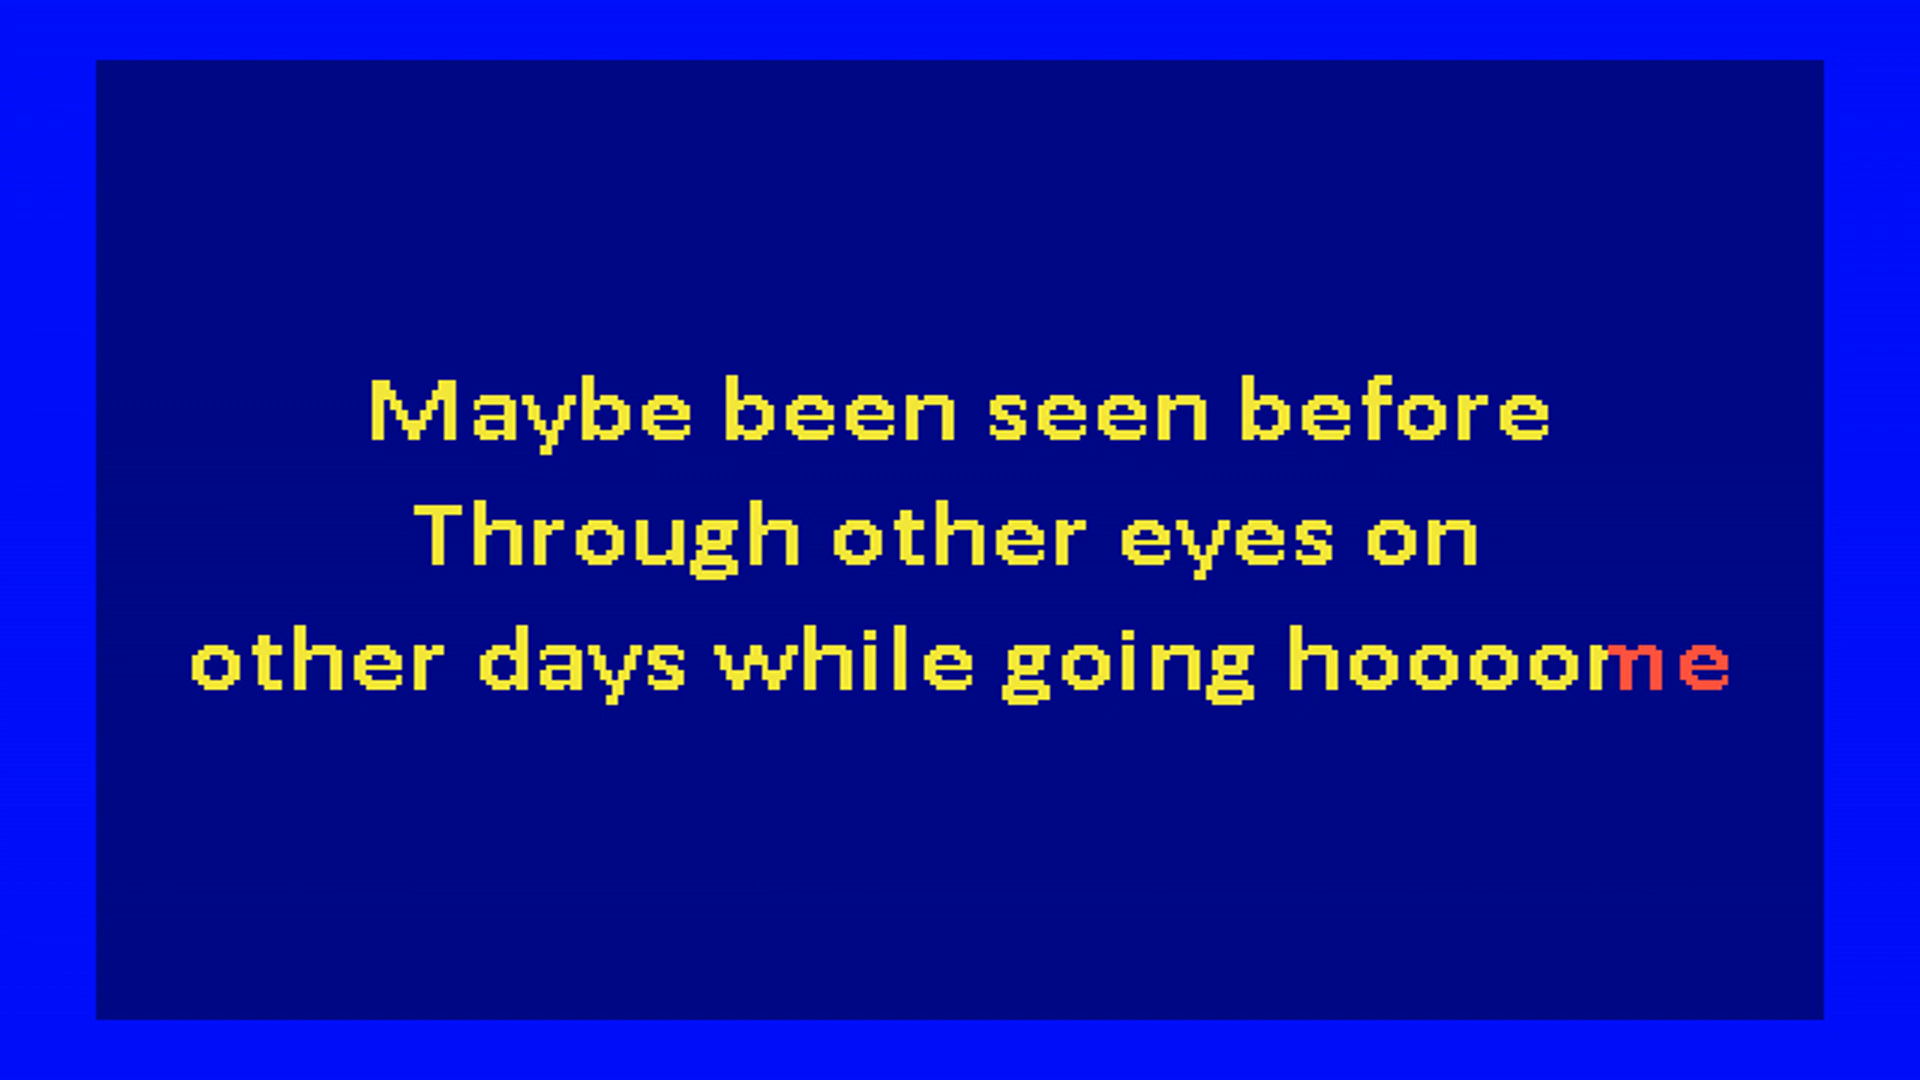 Maybe been seen before
Through other eyes on
other days while going hoooome